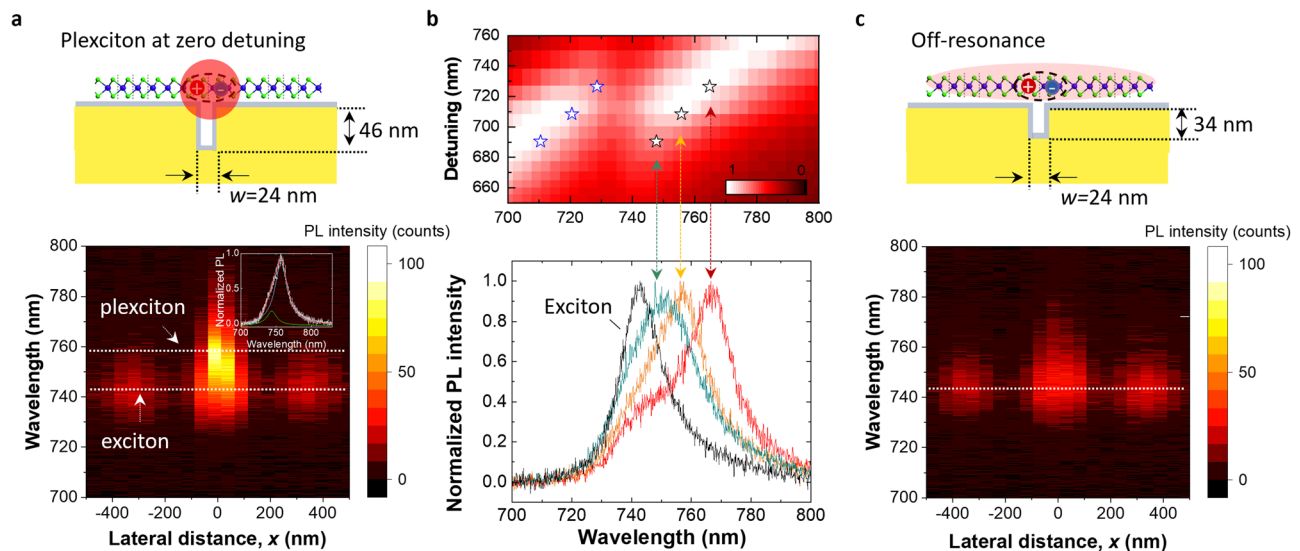 a
Plexciton at zero detuning
+
-
46 nm
w=24 nm
PL intensity (counts)
800
780
760
740
720
700
Wavelength (nm)
plexciton
exciton
Normalized PL
1.0
0.5
0.0
700
750
800
Wavelength (nm)
100
50
0
-400
-200
0
200
400
Lateral distance, x (nm)
b
Detuning (nm)
760
740
720
700
680
660
1
0
700
720
740
760
780
800
Normalized PL intensity
1.0
0.8
0.6
0.4
0.2
0.0
Exciton
700
720
740
760
780
800
Wavelength (nm)
c
Off-resonance
+
-
34 nm
w=24 nm
PL intensity (counts)
800
780
760
740
720
700
Wavelength (nm)
100
50
0
-400
-200
0
200
400
Lateral distance, x (nm)